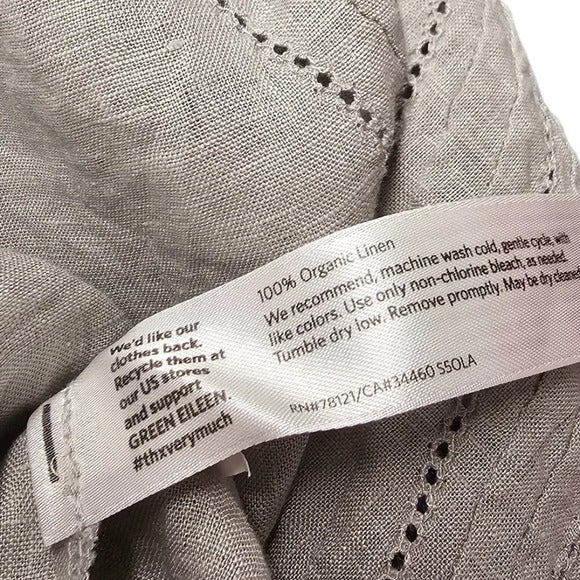 We'd like our
clothes back.
Recycle them at
our US stores
and support
GREEN EILEEN.
#thxverymuch
100% Organic Linen
We recommend, machine wash cold, gentle cycle, with
like colors. Use only non-chlorine bleach, as needed.
Tumble dry low. Remove promptly. May be dry cleaned
RN#78121/CA#34460 S5OLA